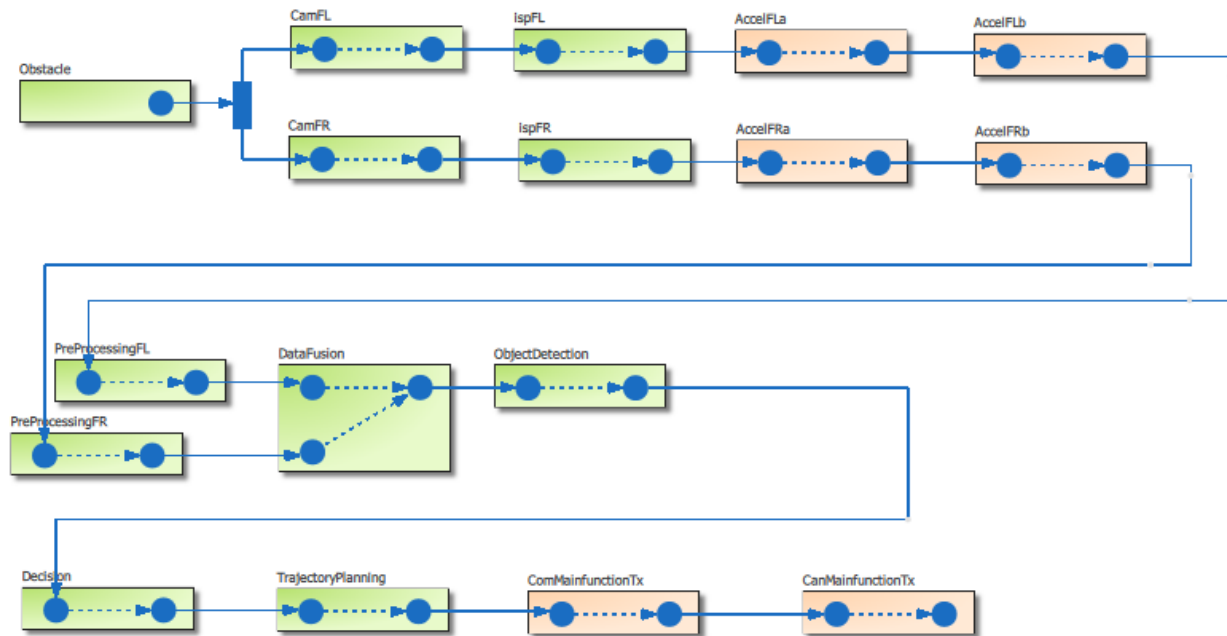 CamFL
IspFL
AccelFLa
AccelFLb
Obstacle
CamFR
IspFR
AccelFRa
AccelFRb
PreProcessingFL
DataFusion
ObjectDetection
PreProcessingFR
Decision
TrajectoryPlanning
ComMainfunctionTx
CanMainfunctionTx